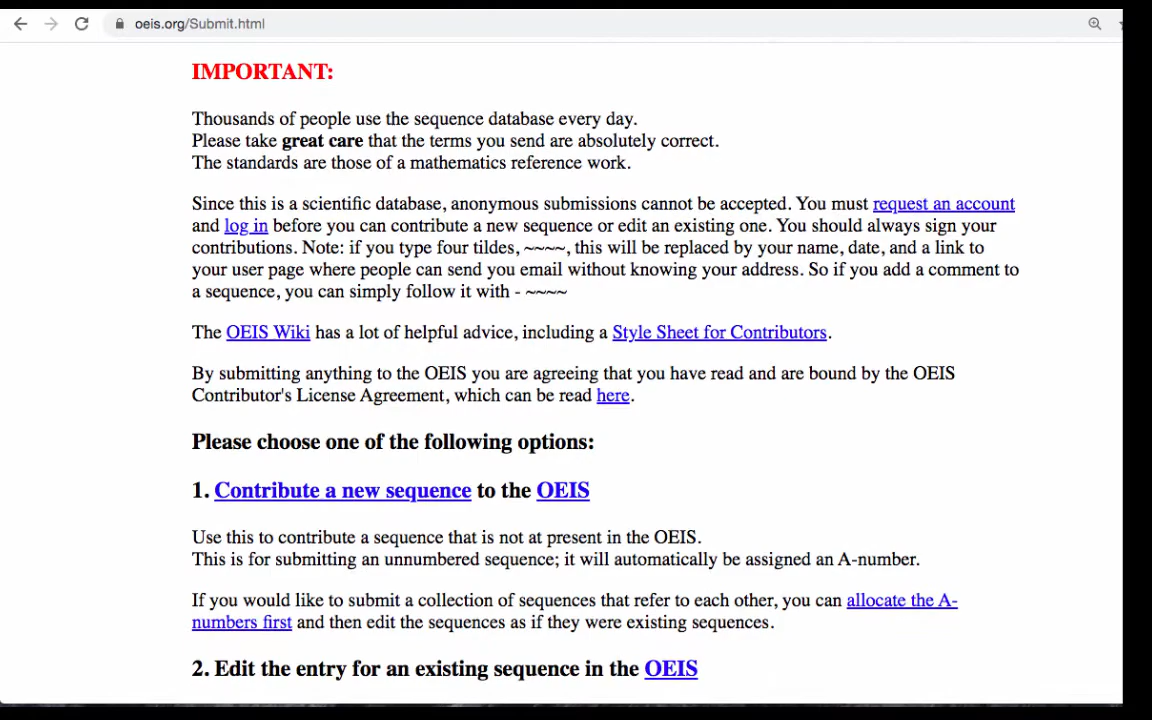 oeis.org/Submit.html
IMPORTANT:
Thousands of people use the sequence database every day.
Please take great care that the terms you send are absolutely correct.
The standards are those of a mathematics reference work.
Since this is a scientific database, anonymous submissions cannot be accepted. You must request an account
and log in before you can contribute a new sequence or edit an existing one. You should always sign your
contributions. Note: if you type four tildes, ~~~~, this will be replaced by your name, date, and a link to
your user page where people can send you email without knowing your address. So if you add a comment to
a sequence, you can simply follow it with - ~~~~
The OEIS Wiki has a lot of helpful advice, including a Style Sheet for Contributors.
By submitting anything to the OEIS you are agreeing that you have read and are bound by the OEIS
Contributor's License Agreement, which can be read here.
Please choose one of the following options:
1. Contribute a new sequence to the OEIS
Use this to contribute a sequence that is not at present in the OEIS.
This is for submitting an unnumbered sequence; it will automatically be assigned an A-number.
If you would like to submit a collection of sequences that refer to each other, you can allocate the A-
numbers first and then edit the sequences as if they were existing sequences.
2. Edit the entry for an existing sequence in the OEIS